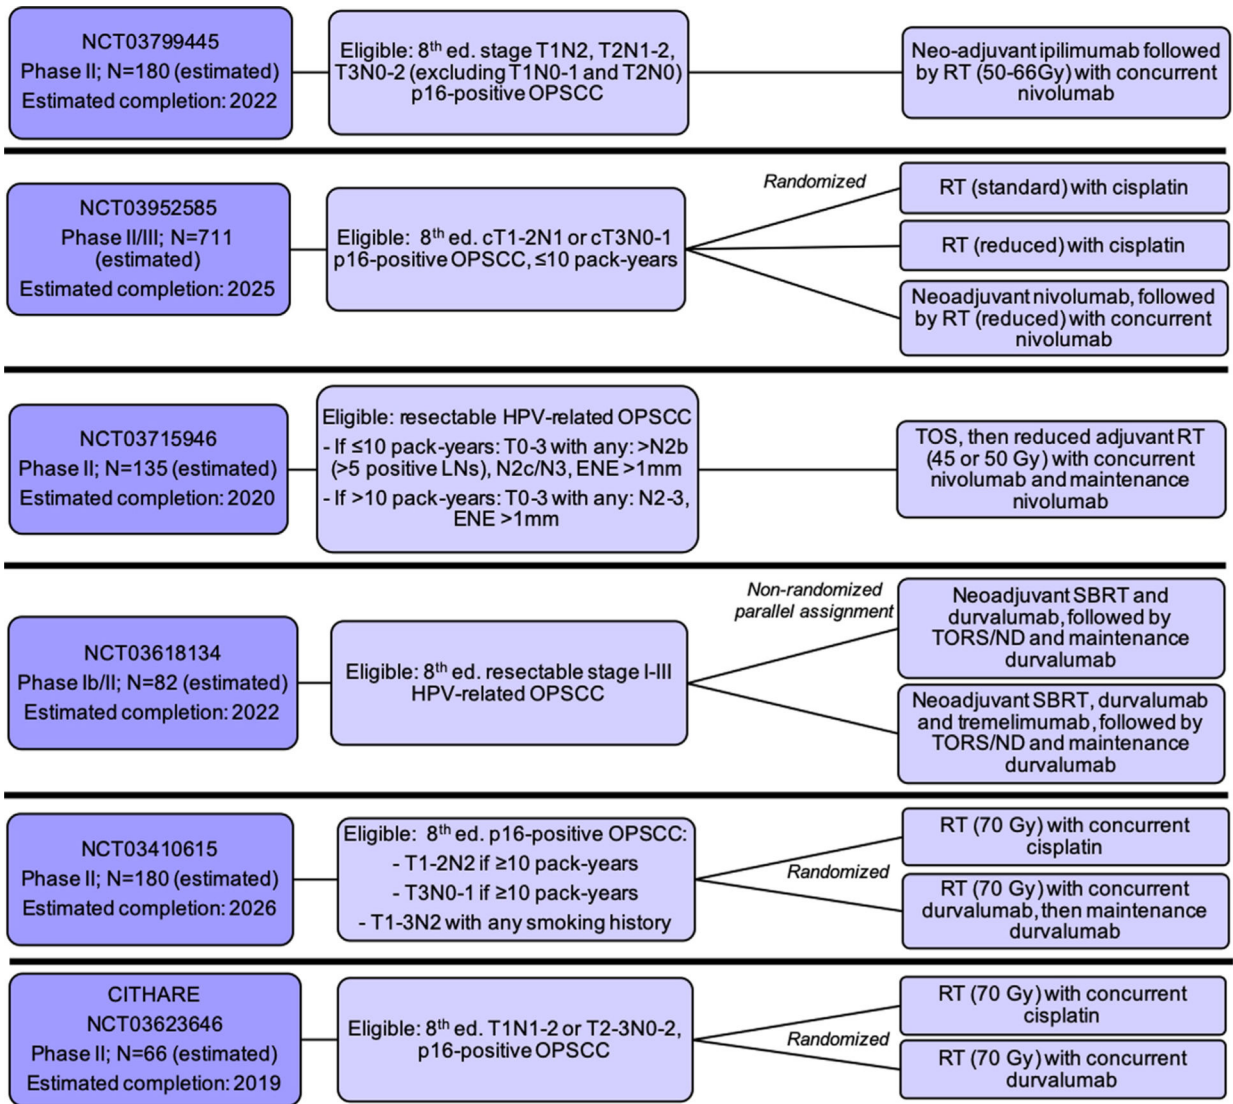 NCT03799445
Phase II; N=180 (estimated)
Estimated completion: 2022
Eligible: 8th ed. stage T1N2, T2N1-2,
T3N0-2 (excluding T1N0-1 and T2N0)
p16-positive OPSCC
Neo-adjuvant ipilimumab followed
by RT (50-66Gy) with concurrent
nivolumab
NCT03952585
Phase II/III; N=711
(estimated)
Estimated completion: 2025
Eligible: 8th ed. cT1-2N1 or cT3N0-1
p16-positive OPSCC, ≤10 pack-years
Randomized
RT (standard) with cisplatin
RT (reduced) with cisplatin
Neoadjuvant nivolumab, followed
by RT (reduced) with concurrent
nivolumab
NCT03715946
Phase II; N=135 (estimated)
Estimated completion: 2020
Eligible: resectable HPV-related OPSCC
- If ≤10 pack-years: T0-3 with any: >N2b
(>5 positive LNs), N2c/N3, ENE >1mm
- If >10 pack-years: T0-3 with any: N2-3,
ENE >1mm
TOS, then reduced adjuvant RT
(45 or 50 Gy) with concurrent
nivolumab and maintenance
nivolumab
NCT03618134
Phase Ib/II; N=82 (estimated)
Estimated completion: 2022
Eligible: 8th ed. resectable stage I-III
HPV-related OPSCC
Non-randomized
parallel assignment
Neoadjuvant SBRT and
durvalumab, followed by
TORS/ND and maintenance
durvalumab
Neoadjuvant SBRT, durvalumab
and tremelimumab, followed by
TORS/ND and maintenance
durvalumab
NCT03410615
Phase II; N=180 (estimated)
Estimated completion: 2026
Eligible: 8th ed. p16-positive OPSCC:
- T1-2N2 if ≥10 pack-years
- T3N0-1 if ≥10 pack-years
- T1-3N2 with any smoking history
Randomized
RT (70 Gy) with concurrent
cisplatin
RT (70 Gy) with concurrent
durvalumab, then maintenance
durvalumab
CITHARE
NCT03623646
Phase II; N=66 (estimated)
Estimated completion: 2019
Eligible: 8th ed. T1N1-2 or T2-3N0-2,
p16-positive OPSCC
Randomized
RT (70 Gy) with concurrent
cisplatin
RT (70 Gy) with concurrent
durvalumab